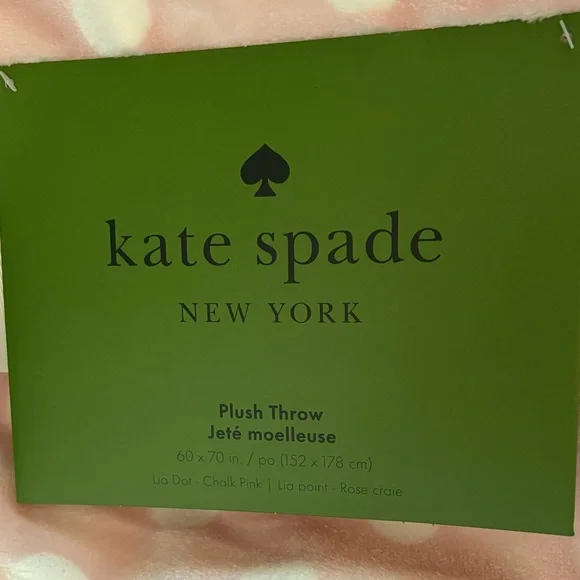 kate spade
NEW YORK
Plush Throw
Jeté moelleuse
60 x 70 in. / po (152 x 178 cm)
Lia Dot - Chalk Pink | Lia point - Rose craie